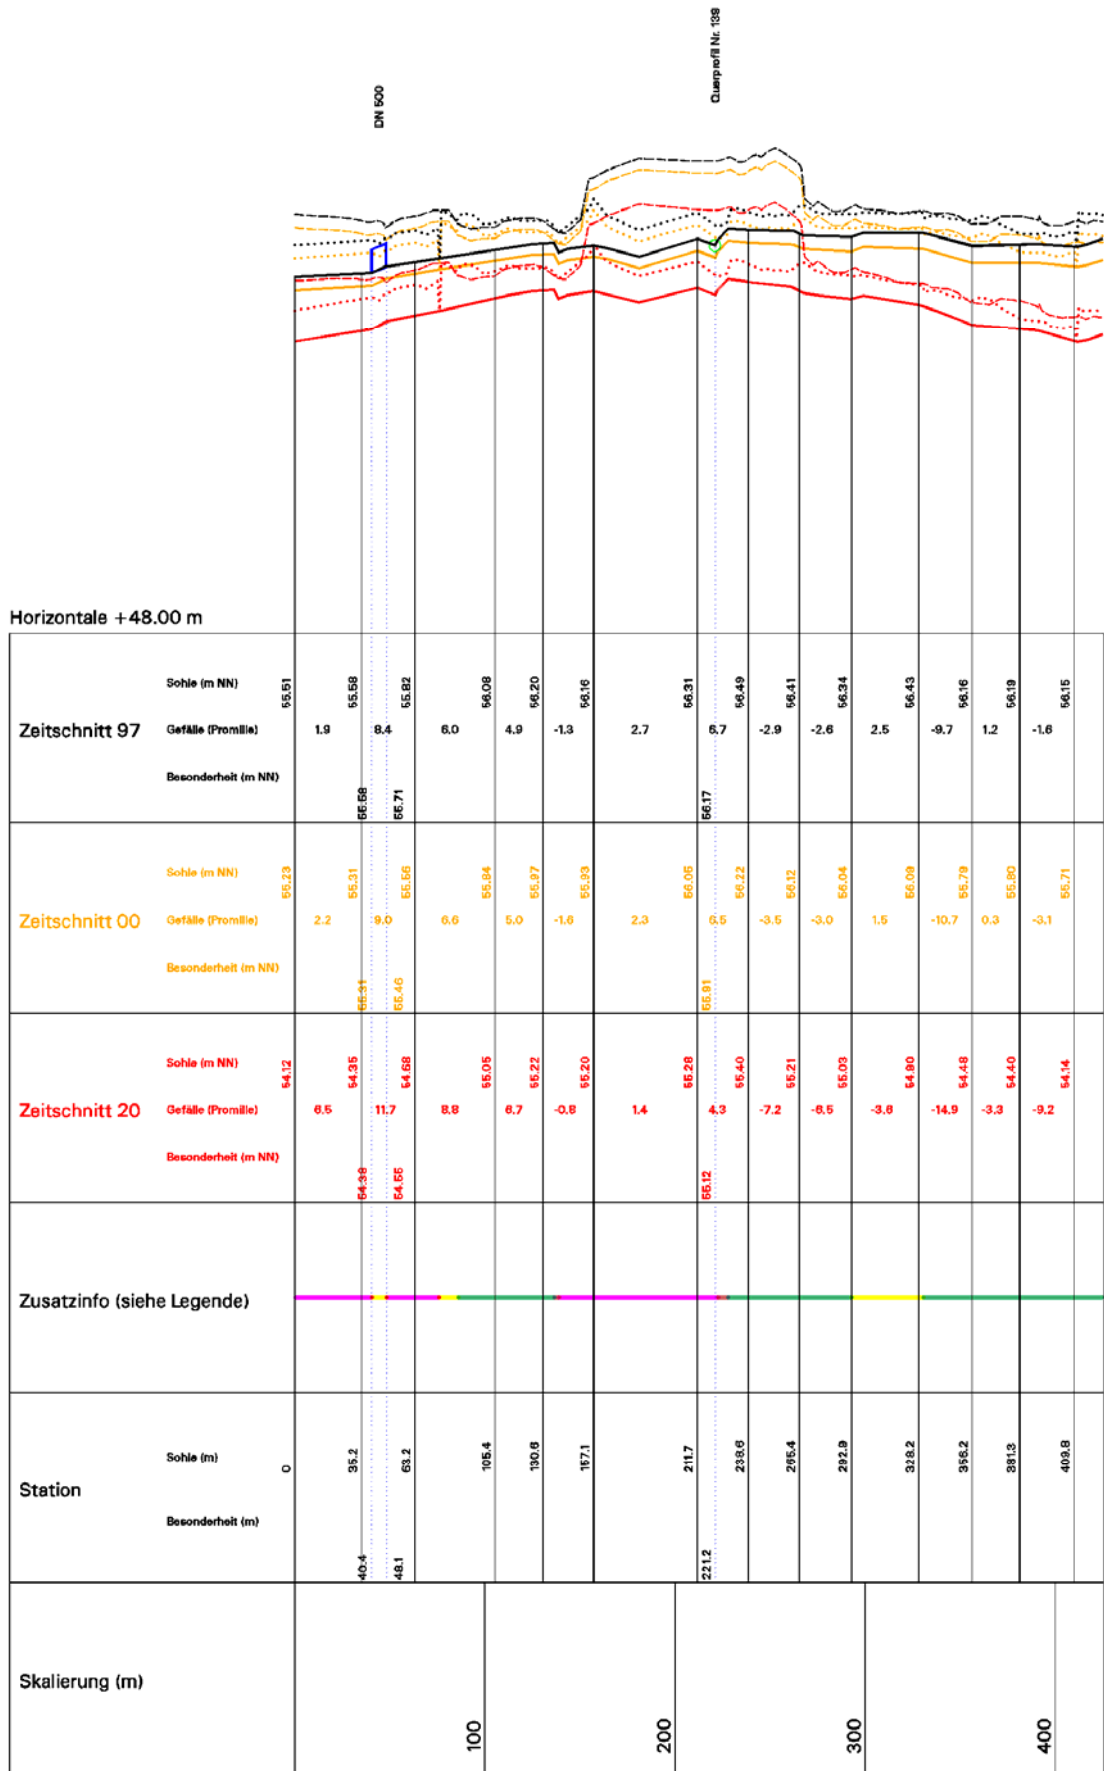 DN 500
Querprofil Nr. 139
Horizontale +48.00 m
Sohle (m NN)
55.51 55.58 55.82 56.08 56.20 56.16 56.31 56.49 56.41 56.34 56.43 56.16 56.19 56.15
Zeitschnitt 97
Gefälle (Promille)
1.9 8.4 6.0 4.9 -1.3 2.7 6.7 -2.9 -2.6 2.5 -9.7 1.2 -1.6
Besonderheit (m NN)
55.58 55.71 56.17
Sohle (m NN)
55.23 55.31 55.56 55.84 55.97 55.93 56.05 56.22 56.12 56.04 56.09 55.79 55.80 55.71
Zeitschnitt 00
Gefälle (Promille)
2.2 9.0 6.6 5.0 -1.6 2.3 6.5 -3.5 -3.0 1.5 -10.7 0.3 -3.1
Besonderheit (m NN)
55.31 55.46 55.91
Sohle (m NN)
54.12 54.35 54.68 55.05 55.22 55.20 55.28 55.40 55.21 55.03 54.90 54.48 54.40 54.14
Zeitschnitt 20
Gefälle (Promille)
6.5 11.7 8.8 6.7 -0.8 1.4 4.3 -7.2 -6.5 -3.6 -14.9 -3.3 -9.2
Besonderheit (m NN)
54.38 54.55 55.12
Zusatzinfo (siehe Legende)
Sohle (m)
0 35.2 63.2 105.4 130.6 157.1 211.7 238.6 265.4 292.9 328.2 356.2 381.3 409.8
Station
Besonderheit (m)
40.4 48.1 221.2
Skalierung (m)
100 200 300 400